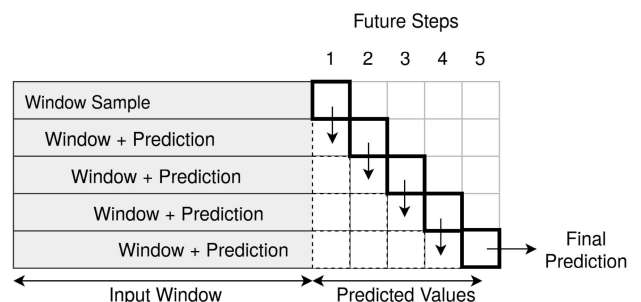 Future Steps
1 2 3 4 5
Window Sample
Window + Prediction
Window + Prediction
Window + Prediction
Window + Prediction
Final
Prediction
Input Window
Predicted Values